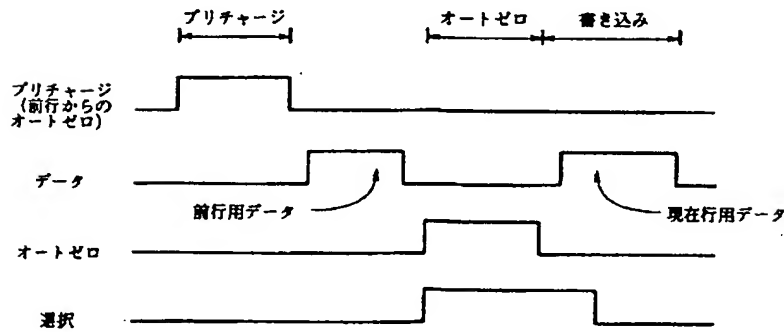 プリチャージ
オートゼロ
書き込み
プリチャージ
(前行からの
オートゼロ)
データ
前行用データ
現在行用データ
オートゼロ
選択